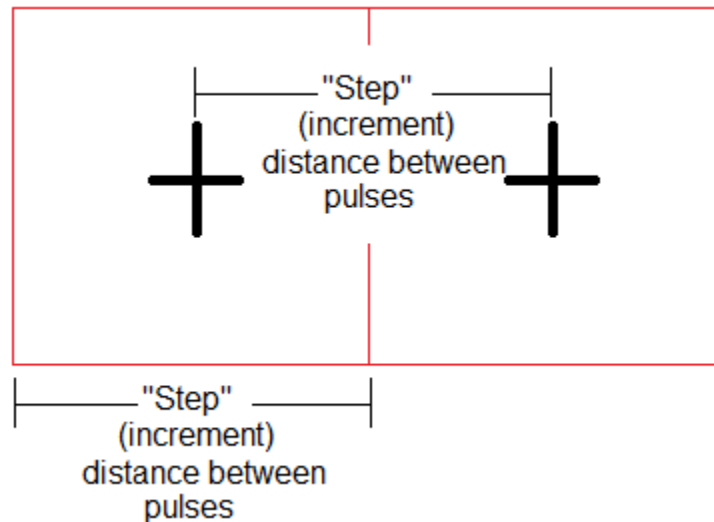 "Step"
(increment)
distance between
pulses
"Step"
(increment)
distance between
pulses